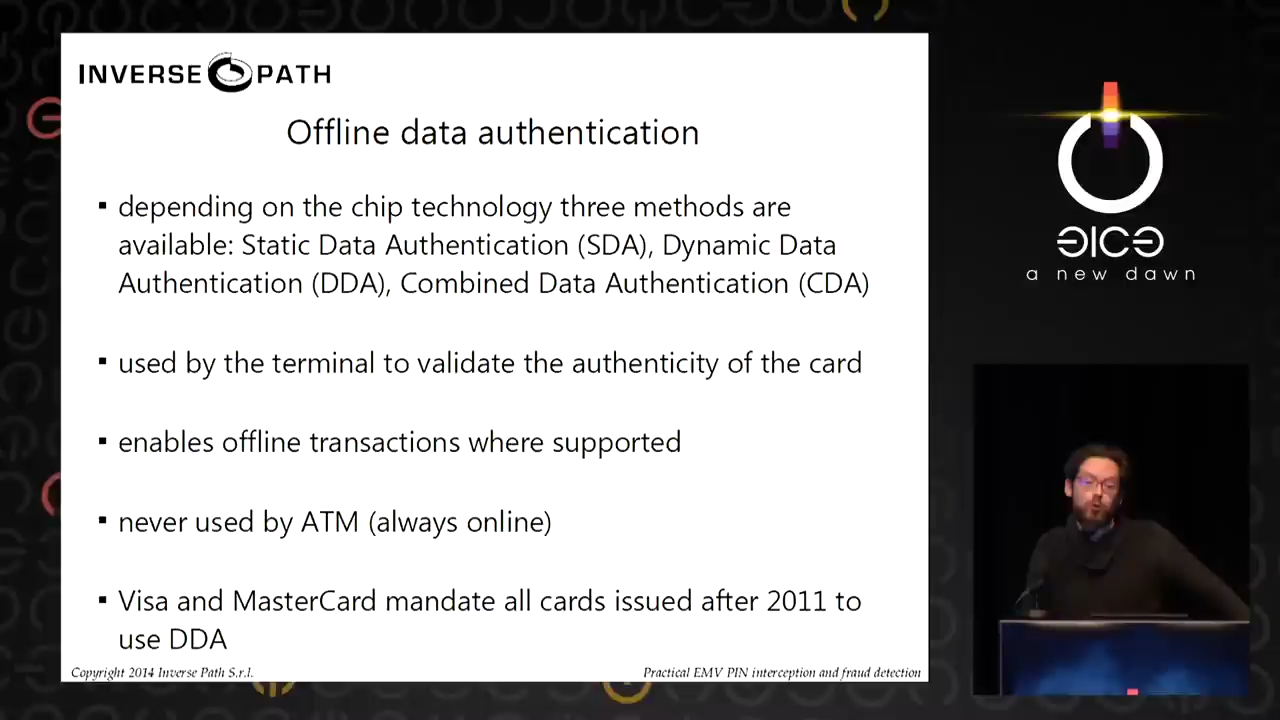 INVERSE PATH
Offline data authentication
▪ depending on the chip technology three methods are
available: Static Data Authentication (SDA), Dynamic Data
Authentication (DDA), Combined Data Authentication (CDA)
▪ used by the terminal to validate the authenticity of the card
▪ enables offline transactions where supported
▪ never used by ATM (always online)
▪ Visa and MasterCard mandate all cards issued after 2011 to
use DDA
Copyright 2014 Inverse Path S.r.l.
Practical EMV PIN interception and fraud detection
a new dawn